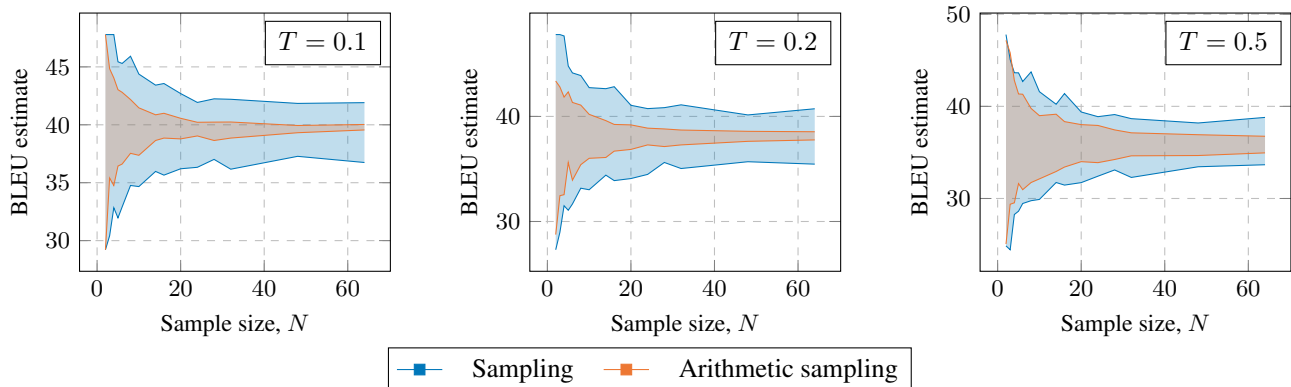 T = 0.1
BLEU estimate
45
40
35
30
0 20 40 60
Sample size, N
T = 0.2
BLEU estimate
40
30
0 20 40 60
Sample size, N
T = 0.5
BLEU estimate
50
40
30
0 20 40 60
Sample size, N
Sampling Arithmetic sampling